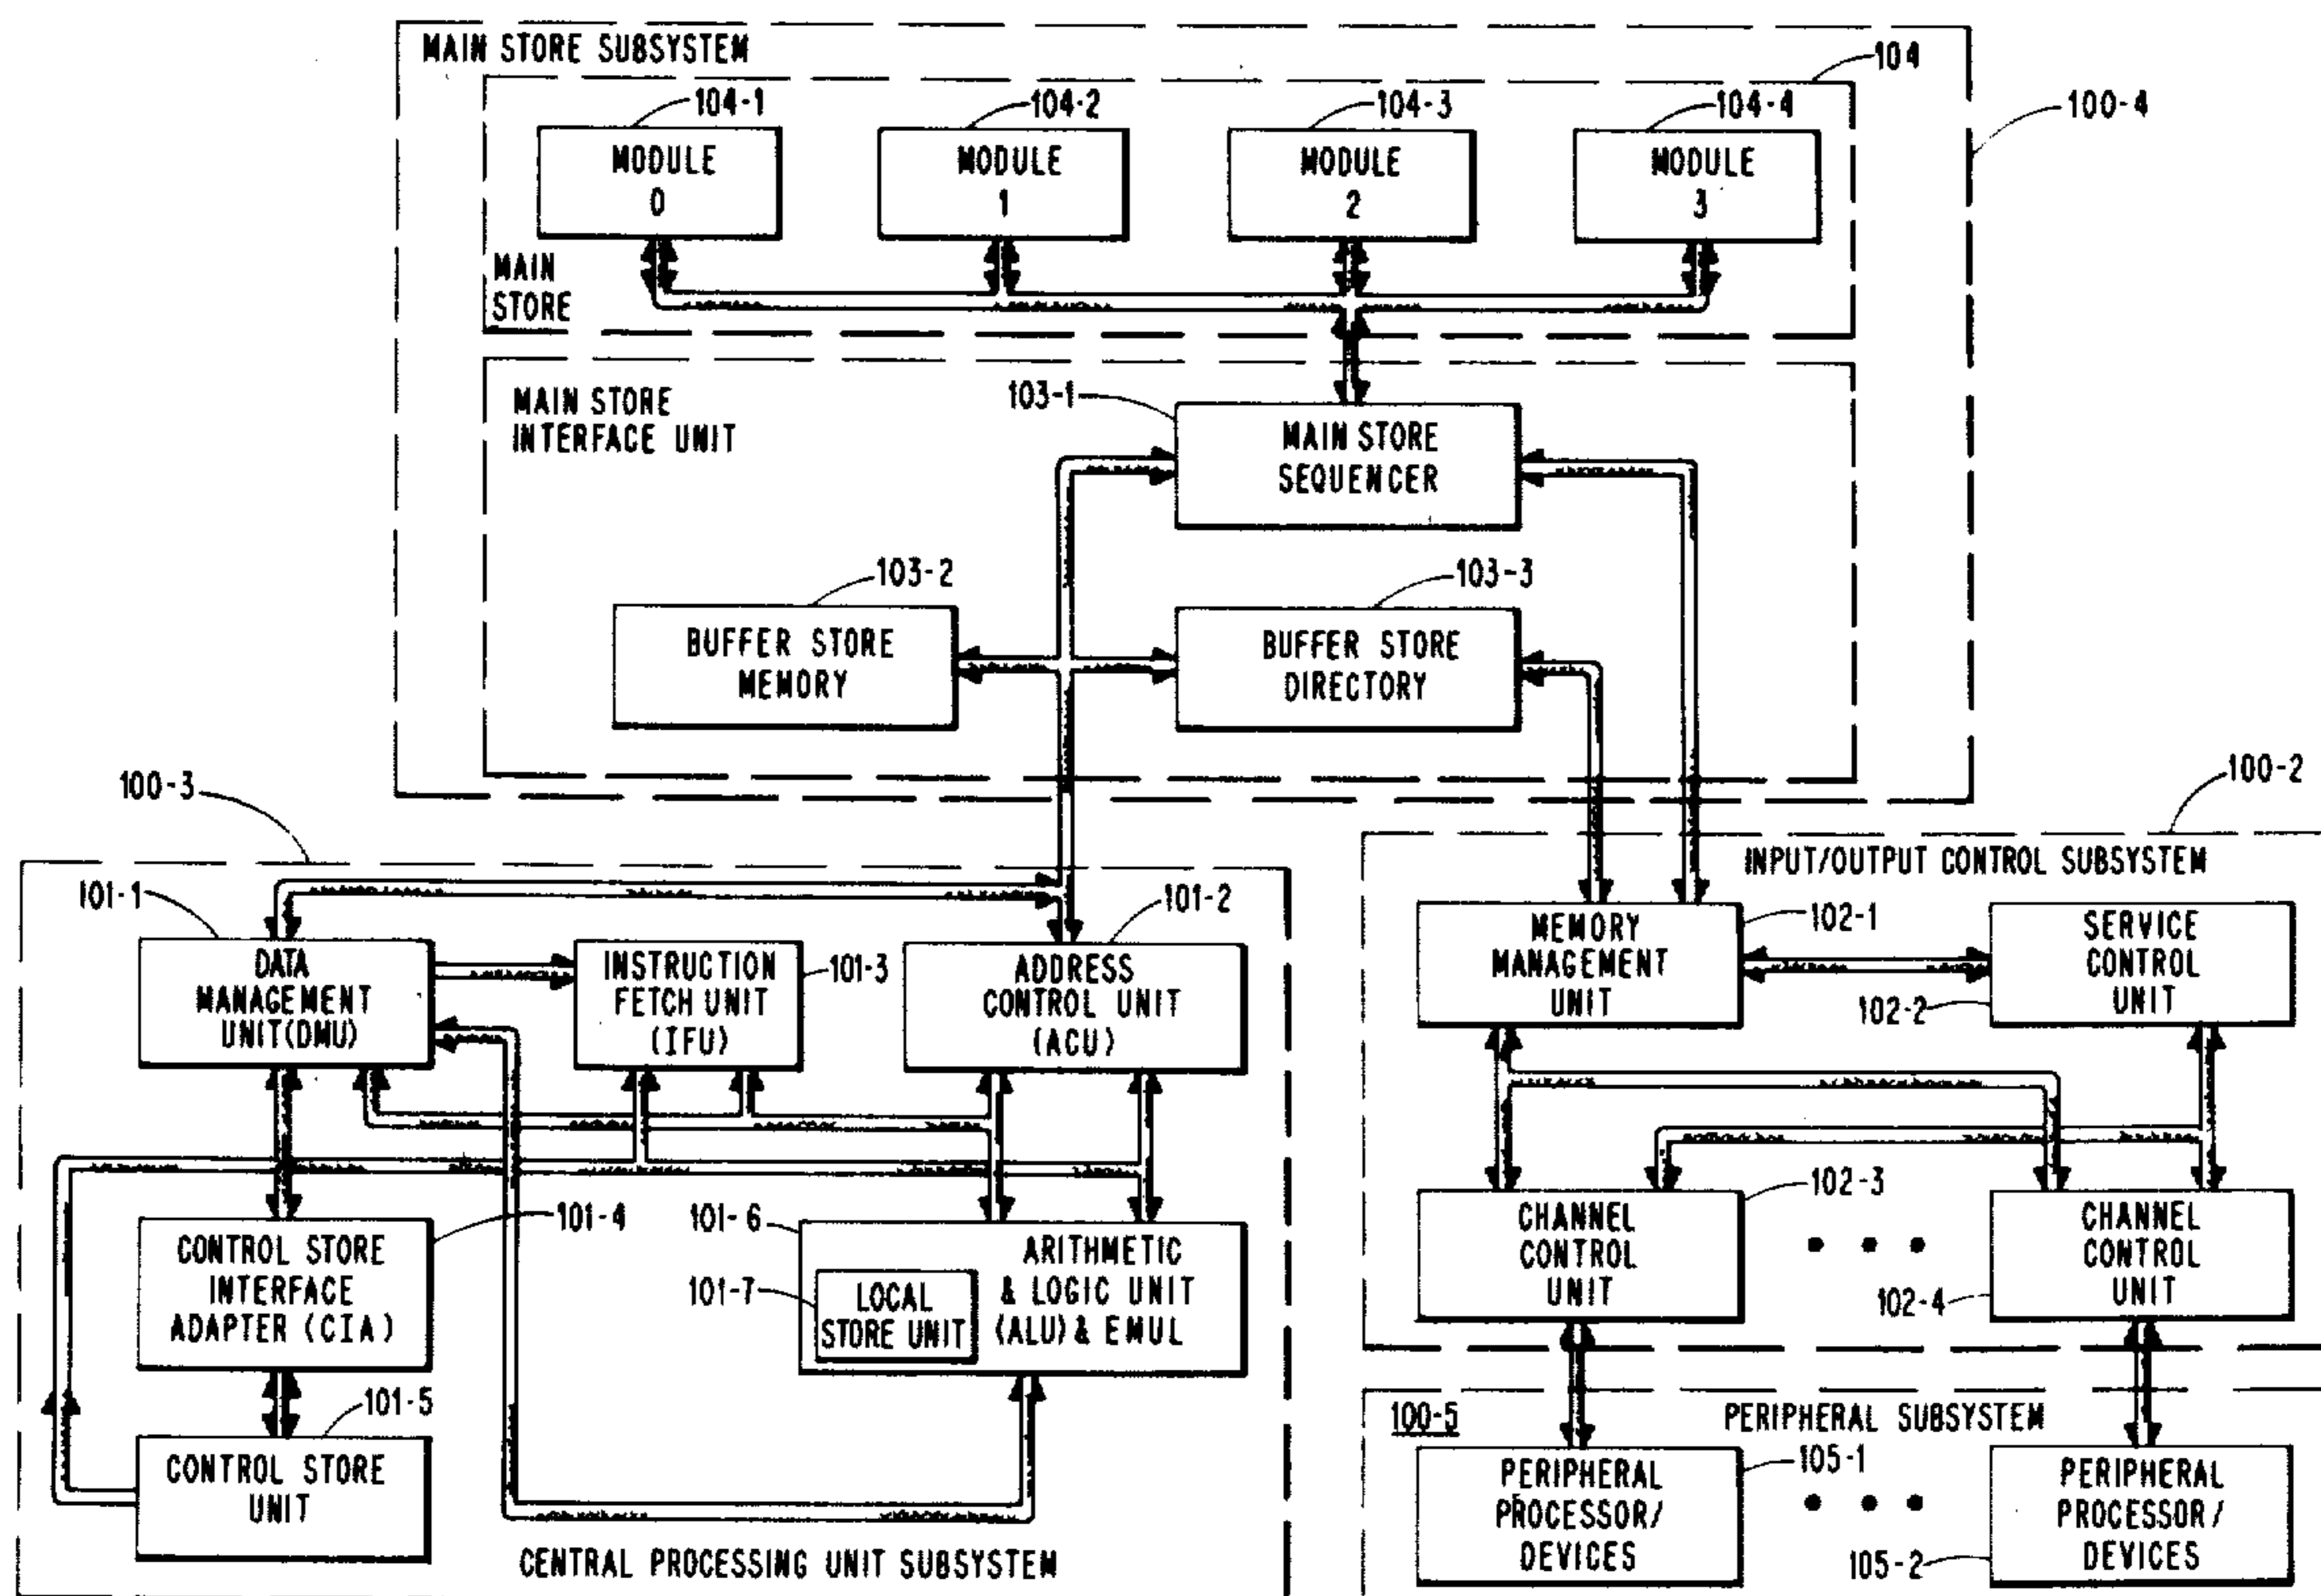 MAIN STORE SUBSYSTEM
104
100-4
104-1
104-2
104-3
104-4
MODULE
0
MODULE
1
MODULE
2
MODULE
3
MAIN
STORE
MAIN STORE
INTERFACE UNIT
103-1
MAIN STORE
SEQUENCER
103-2
103-3
BUFFER STORE
MEMORY
BUFFER STORE
DIRECTORY
100-3
100-2
INPUT/OUTPUT CONTROL SUBSYSTEM
101-1
DATA
MANAGEMENT
UNIT(DMU)
INSTRUCTION
FETCH UNIT
(IFU)
101-3
101-2
ADDRESS
CONTROL UNIT
(ACU)
MEMORY
MANAGEMENT
UNIT
102-1
SERVICE
CONTROL
UNIT
102-2
101-4
CONTROL STORE
INTERFACE
ADAPTER (CIA)
101-6
101-7
ARITHMETIC
& LOGIC UNIT
(ALU) & EMUL
LOCAL
STORE UNIT
102-3
CHANNEL
CONTROL
UNIT
• • •
CHANNEL
CONTROL
UNIT
102-4
101-5
CONTROL STORE
UNIT
CENTRAL PROCESSING UNIT SUBSYSTEM
100-5
PERIPHERAL SUBSYSTEM
105-1
PERIPHERAL
PROCESSOR/
DEVICES
• • •
PERIPHERAL
PROCESSOR/
DEVICES
105-2